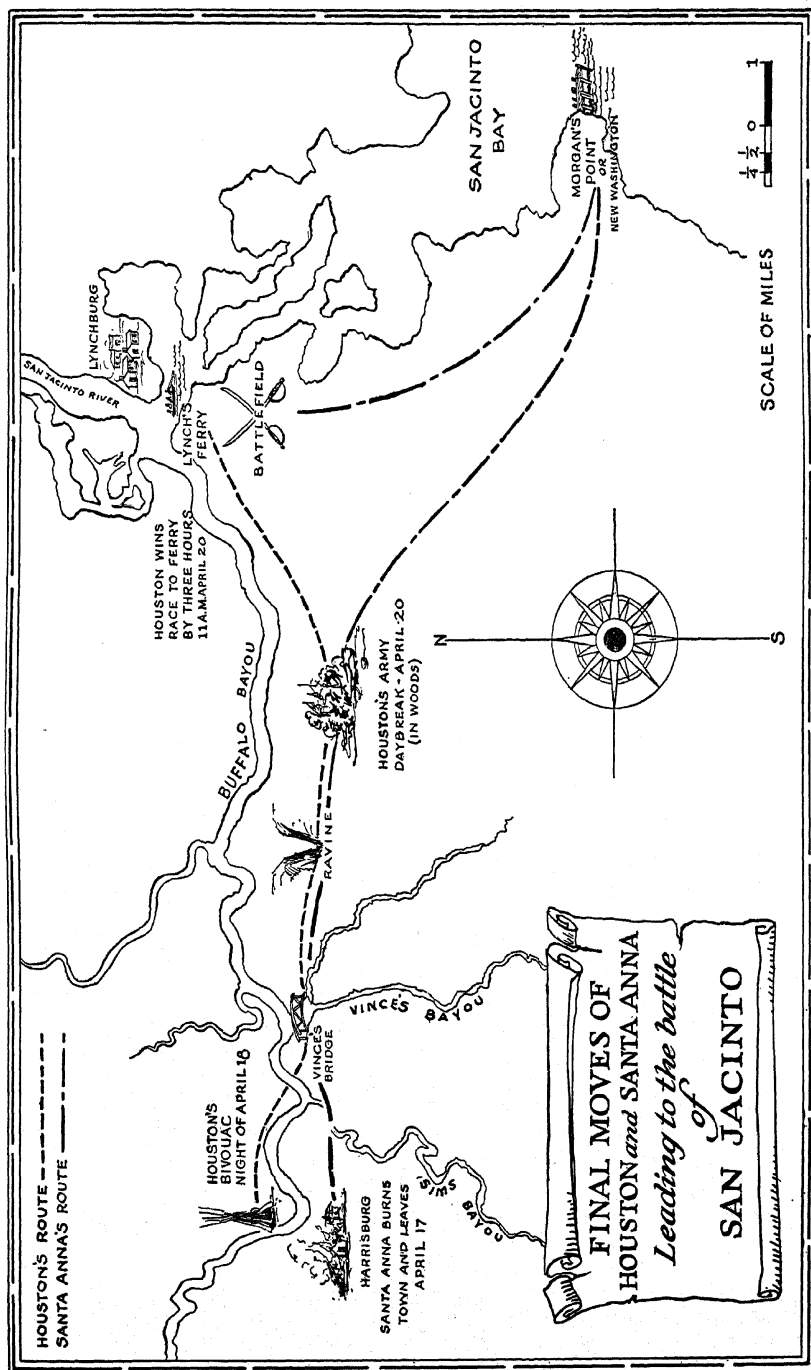 HOUSTON'S ROUTE
SANTA ANNA'S ROUTE
HOUSTON'S
BIVOUAC
NIGHT OF APRIL 18
HARRISBURG
SANTA ANNA BURNS
TOWN AND LEAVES
APRIL 17
SIMS BAYOU
VINCE'S
BRIDGE
VINCE'S BAYOU
RAVINE
BUFFALO BAYOU
HOUSTON'S ARMY
DAYBREAK - APRIL-20
(IN WOODS)
HOUSTON WINS
RACE TO FERRY
BY THREE HOURS
11 A.M. APRIL 20
SAN JACINTO RIVER
LYNCHBURG
LYNCH'S
FERRY
BATTLEFIELD
SAN JACINTO
BAY
MORGAN'S
POINT
OR
NEW WASHINGTON
N
S
FINAL MOVES OF
HOUSTON and SANTA ANNA
Leading to the battle
of
SAN JACINTO
SCALE OF MILES
1/4 1/2 0 1